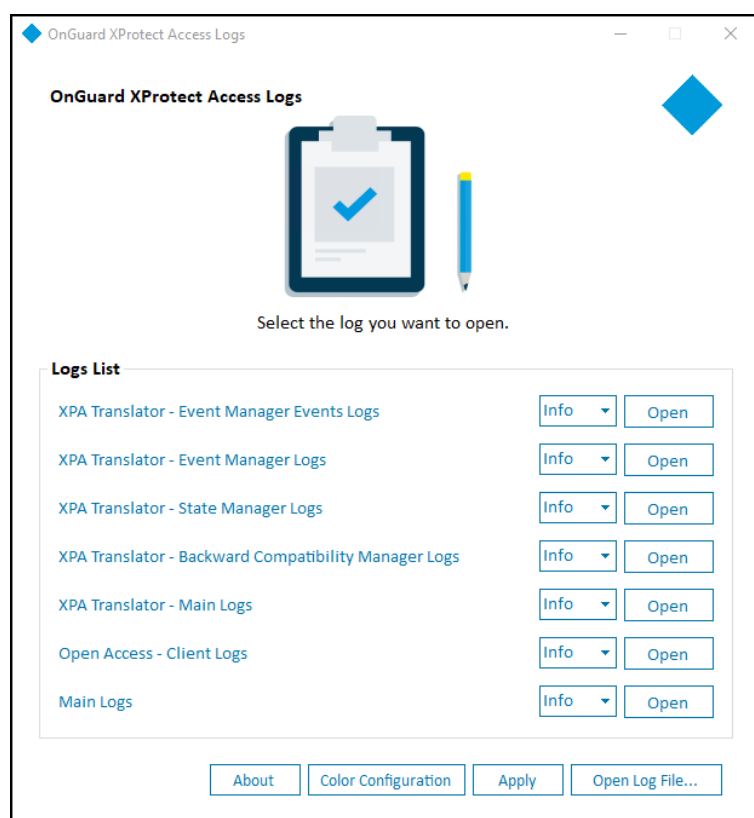 OnGuard XProtect Access Logs
OnGuard XProtect Access Logs
Select the log you want to open.
Logs List
XPA Translator - Event Manager Events Logs Info Open
XPA Translator - Event Manager Logs Info Open
XPA Translator - State Manager Logs Info Open
XPA Translator - Backward Compatibility Manager Logs Info Open
XPA Translator - Main Logs Info Open
Open Access - Client Logs Info Open
Main Logs Info Open
About Color Configuration Apply Open Log File...